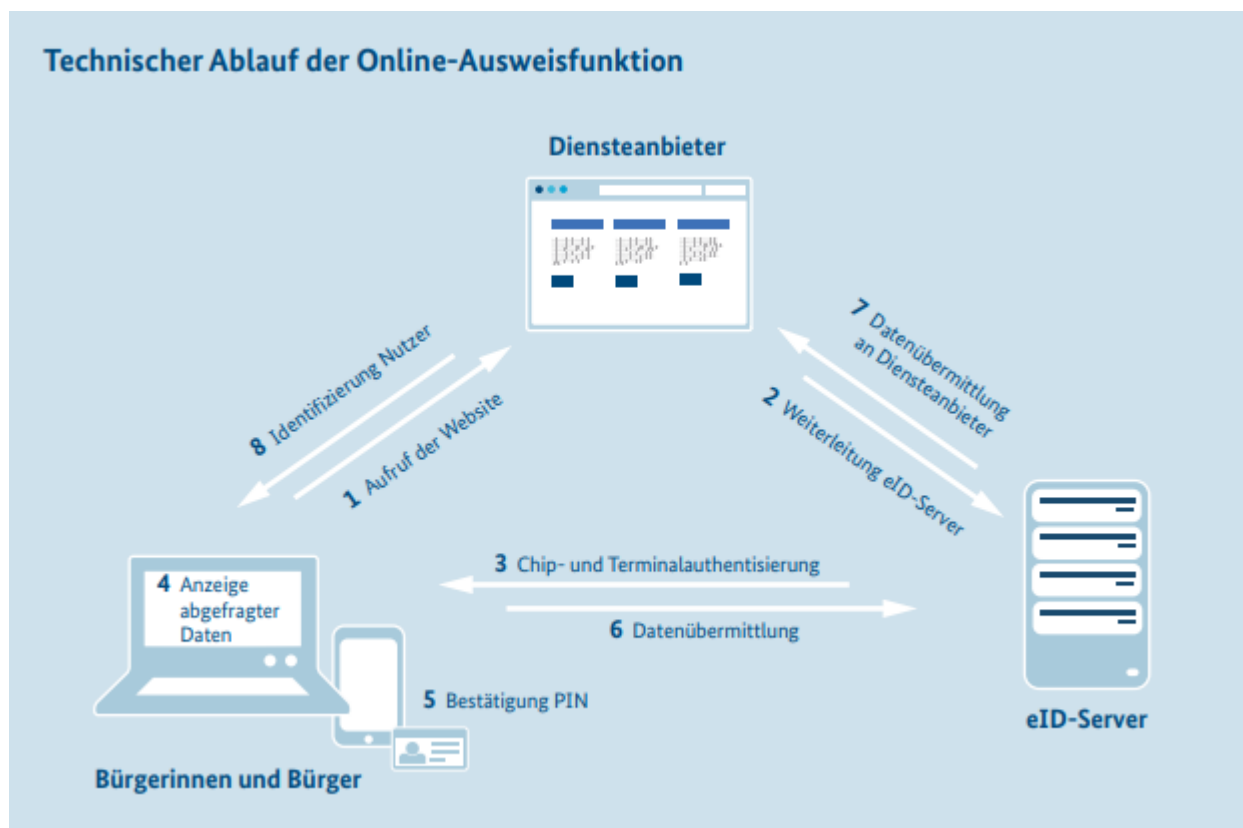 Technischer Ablauf der Online-Ausweisfunktion
Diensteanbieter
8 Identifizierung Nutzer
1 Aufruf der Website
7 Datenübermittlung
an Diensteanbieter
2 Weiterleitung eID-Server
3 Chip- und Terminalauthentisierung
4 Anzeige
abgefragter
Daten
6 Datenübermittlung
5 Bestätigung PIN
eID-Server
Bürgerinnen und Bürger